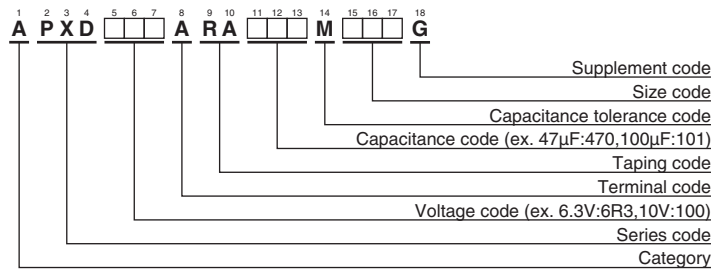 1 2 3 4 5 6 7 8 9 10 11 12 13 14 15 16 17 18
A P X D A R A M G
Supplement code
Size code
Capacitance tolerance code
Capacitance code (ex. 47µF:470,100µF:101)
Taping code
Terminal code
Voltage code (ex. 6.3V:6R3,10V:100)
Series code
Category